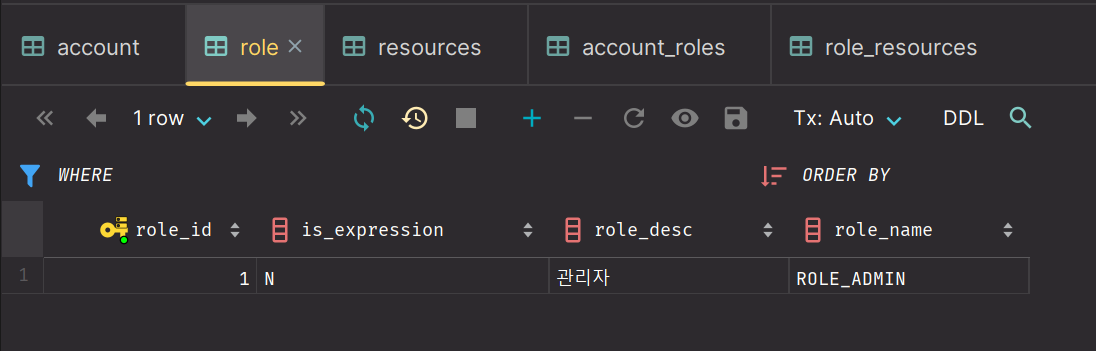 account role resources account_roles role_resources
1 row Tx: Auto DDL
WHERE ORDER BY
role_id is_expression role_desc role_name
1 1 N 관리자 ROLE_ADMIN